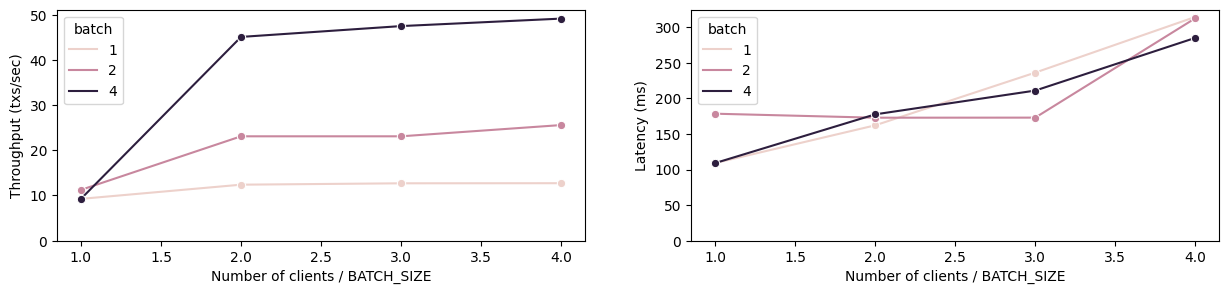 Throughput (txs/sec)
50
40
30
20
10
0
batch
1
2
4
1.0 1.5 2.0 2.5 3.0 3.5 4.0
Number of clients / BATCH_SIZE
Latency (ms)
300
250
200
150
100
50
0
batch
1
2
4
1.0 1.5 2.0 2.5 3.0 3.5 4.0
Number of clients / BATCH_SIZE